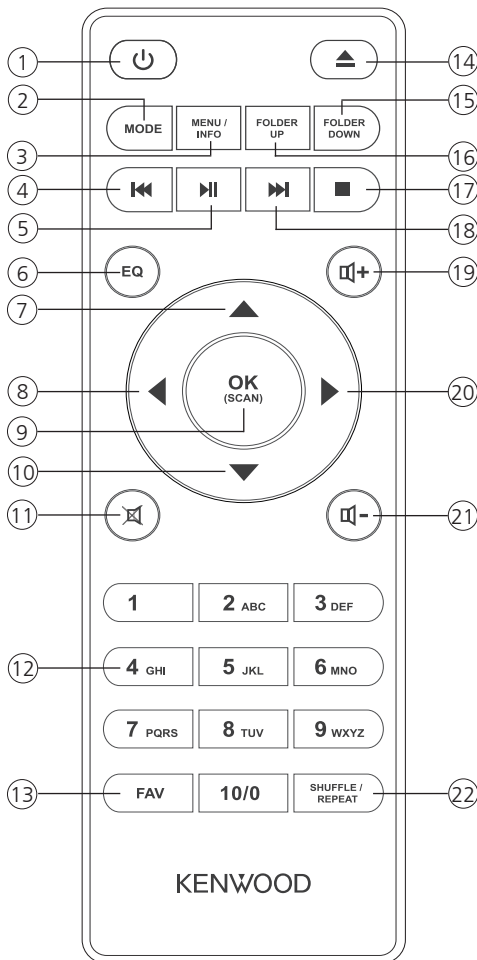 1
14
2
15
MODE
MENU /
INFO
FOLDER
UP
FOLDER
DOWN
3
16
4
17
5
18
6
EQ
+
19
7
8
OK
(SCAN)
20
9
10
11
-
21
1
2 ABC
3 DEF
12
4 GHI
5 JKL
6 MNO
7 PQRS
8 TUV
9 WXYZ
13
FAV
10/0
SHUFFLE /
REPEAT
22
KENWOOD